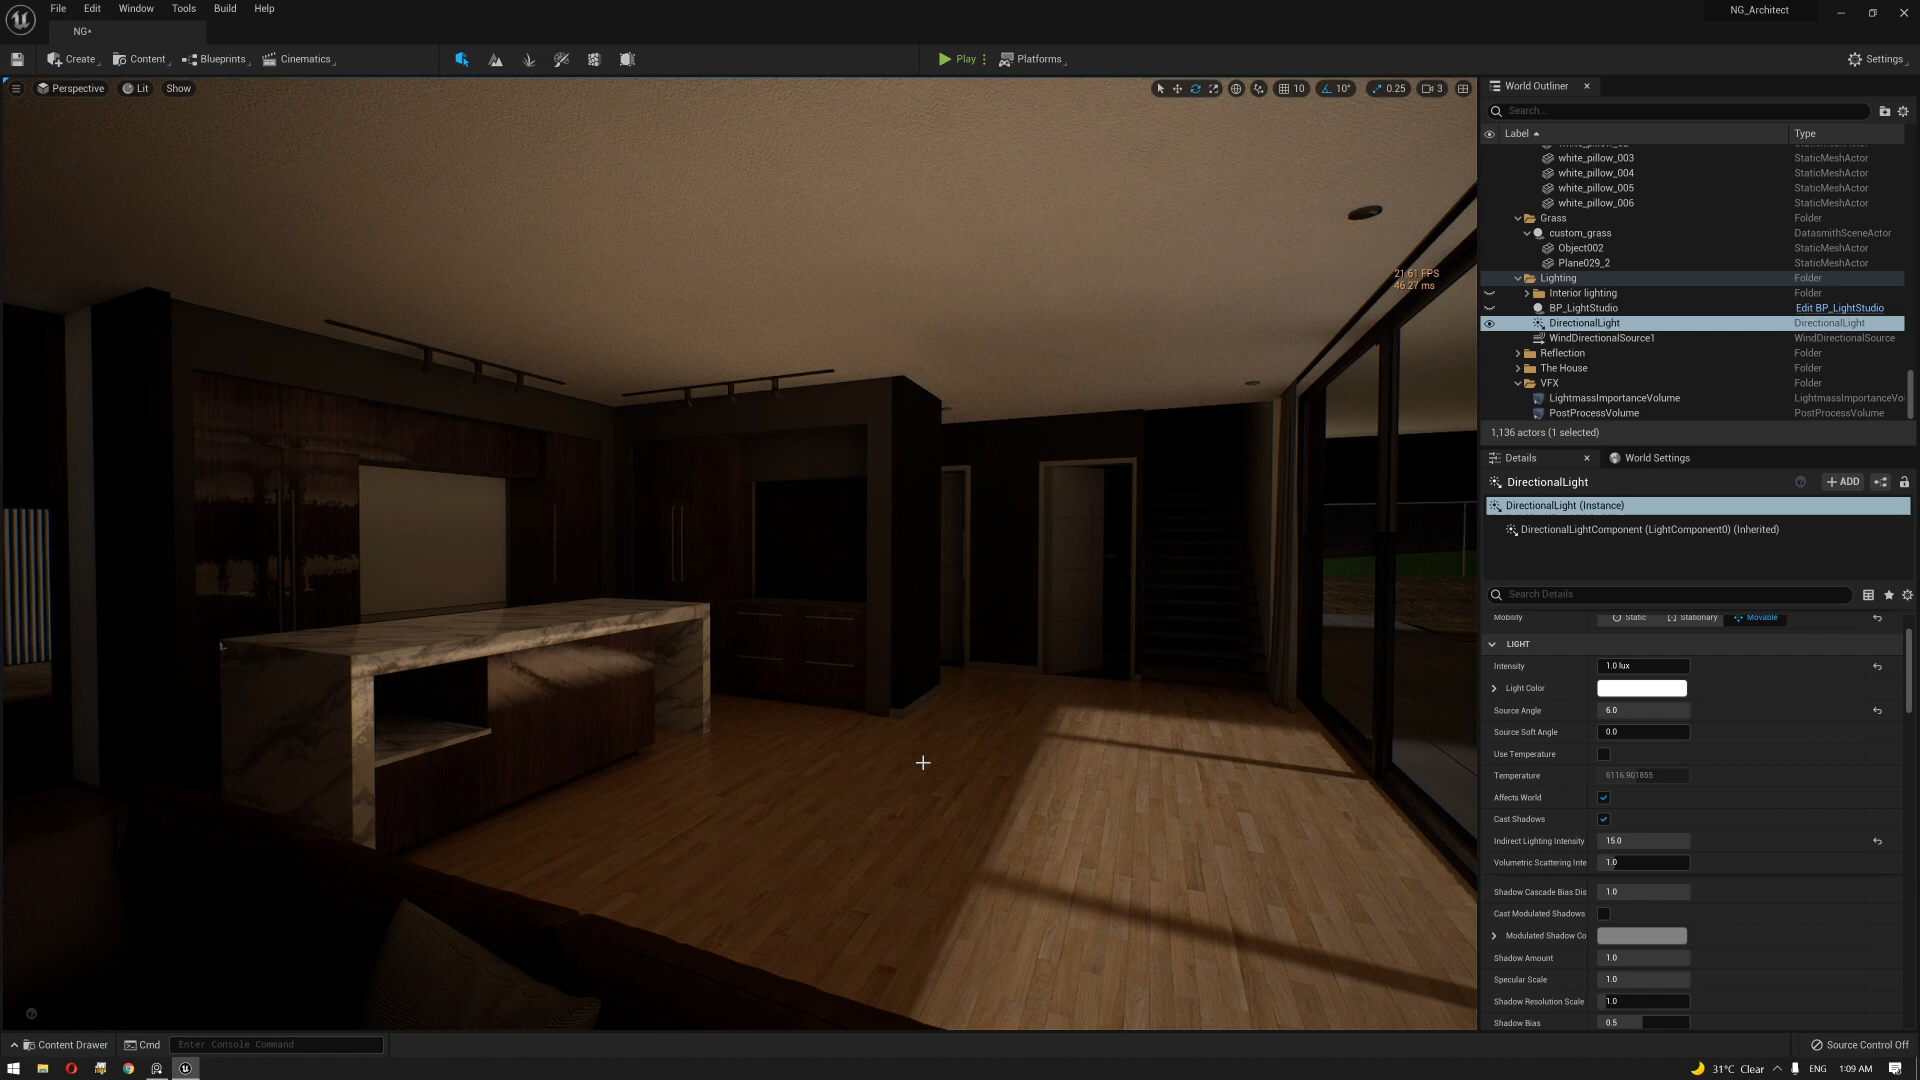 File Edit Window Tools Build Help
NG_Architect
NG*
Create Content Blueprints Cinematics
Play Platforms
Settings
Perspective Lit Show
10 10° 0.25 3
World Outliner
Search...
Label Type
white_pillow_003 StaticMeshActor
white_pillow_004 StaticMeshActor
white_pillow_005 StaticMeshActor
white_pillow_006 StaticMeshActor
Grass Folder
custom_grass DatasmithSceneActor
Object002 StaticMeshActor
Plane029_2 StaticMeshActor
Lighting Folder
Interior lighting Folder
BP_LightStudio Edit BP_LightStudio
DirectionalLight DirectionalLight
WindDirectionalSource1 WindDirectionalSource
Reflection Folder
The House Folder
VFX Folder
LightmassImportanceVolume LightmassImportanceVo
PostProcessVolume PostProcessVolume
1,136 actors (1 selected)
21.61 FPS
46.27 ms
Details World Settings
DirectionalLight
ADD
DirectionalLight (Instance)
DirectionalLightComponent (LightComponent0) (Inherited)
Search Details
Mobility Static Stationary Movable
LIGHT
Intensity 1.0 lux
Light Color
Source Angle 6.0
Source Soft Angle 0.0
Use Temperature
Temperature 6116.901855
Affects World
Cast Shadows
Indirect Lighting Intensity 15.0
Volumetric Scattering Inte 1.0
Shadow Cascade Bias Dis 1.0
Cast Modulated Shadows
Modulated Shadow Co
Shadow Amount 1.0
Specular Scale 1.0
Shadow Resolution Scale 1.0
Shadow Bias 0.5
Content Drawer Cmd Enter Console Command
Source Control Off
31°C Clear ENG 1:09 AM